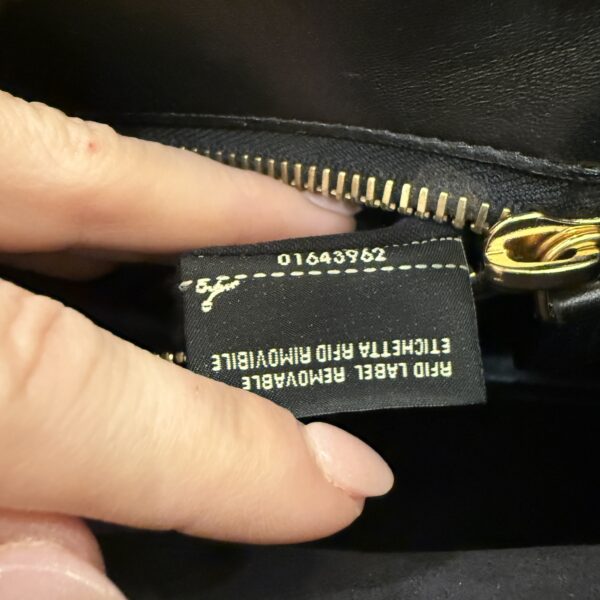 01643962
RFID LABEL REMOVABLE
ETICHETTA RFID RIMOVIBILE